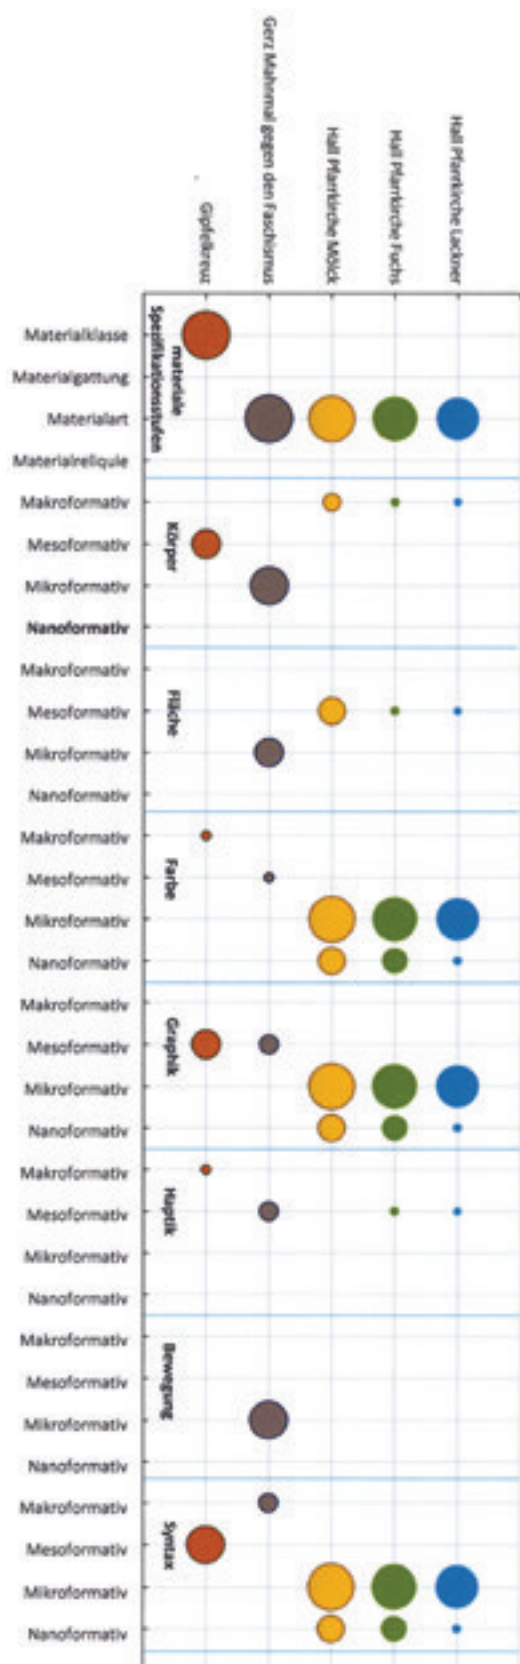 Hall Pfarrkirche Lackner
Hall Pfarrkirche Fuchs
Hall Pfarrkirche Mölck
Gerz Mahnmal gegen den Faschismus
Gipfelkreuz
materiale
Spezifikationsstufen
Materialklasse
Materialgattung
Materialart
Materialreliquie
Körper
Makroformativ
Mesoformativ
Mikroformativ
Nanoformativ
Fläche
Makroformativ
Mesoformativ
Mikroformativ
Nanoformativ
Farbe
Makroformativ
Mesoformativ
Mikroformativ
Nanoformativ
Graphik
Makroformativ
Mesoformativ
Mikroformativ
Nanoformativ
Haptik
Makroformativ
Mesoformativ
Mikroformativ
Nanoformativ
Bewegung
Makroformativ
Mesoformativ
Mikroformativ
Nanoformativ
Syntax
Makroformativ
Mesoformativ
Mikroformativ
Nanoformativ